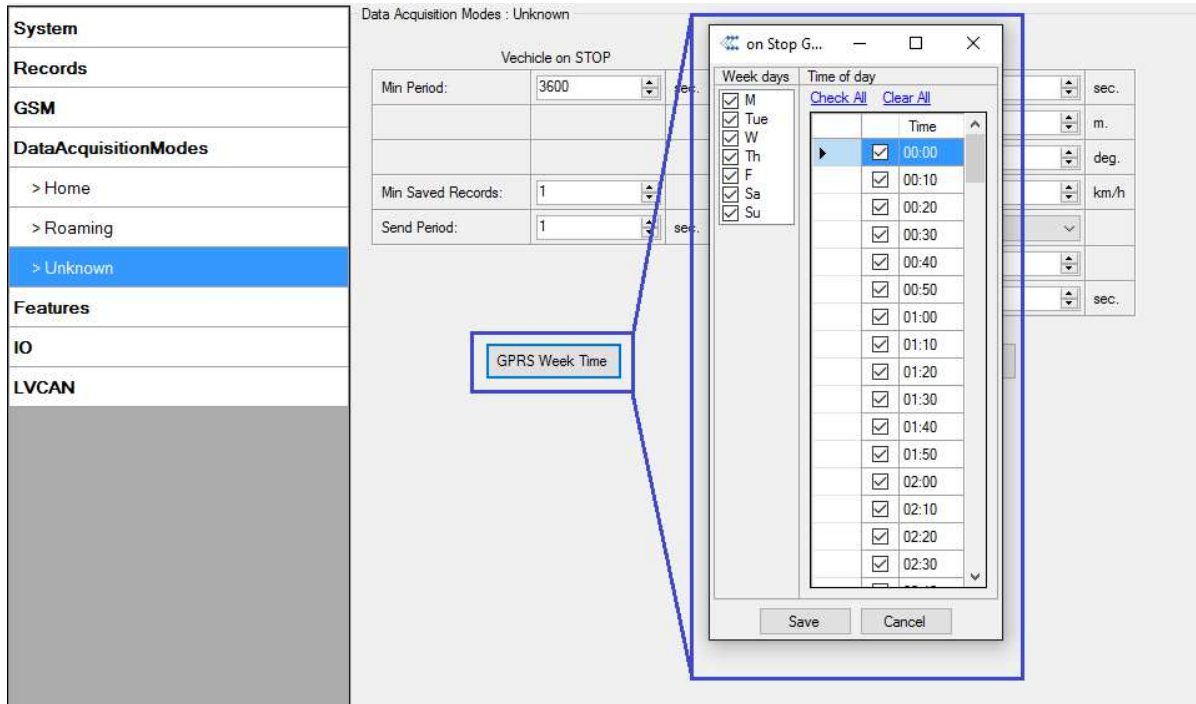 System
Records
GSM
DataAcquisitionModes
> Home
> Roaming
> Unknown
Features
IO
LVCAN
Data Acquisition Modes : Unknown
Vechicle on STOP
Min Period: 3600 sec.
Min Saved Records: 1
Send Period: 1 sec.
GPRS Week Time
on Stop G...
Week days
M
Tue
W
Th
F
Sa
Su
Time of day
Check All Clear All
Time
00:00
00:10
00:20
00:30
00:40
00:50
01:00
01:10
01:20
01:30
01:40
01:50
02:00
02:10
02:20
02:30
Save Cancel
sec.
m.
deg.
km/h
sec.